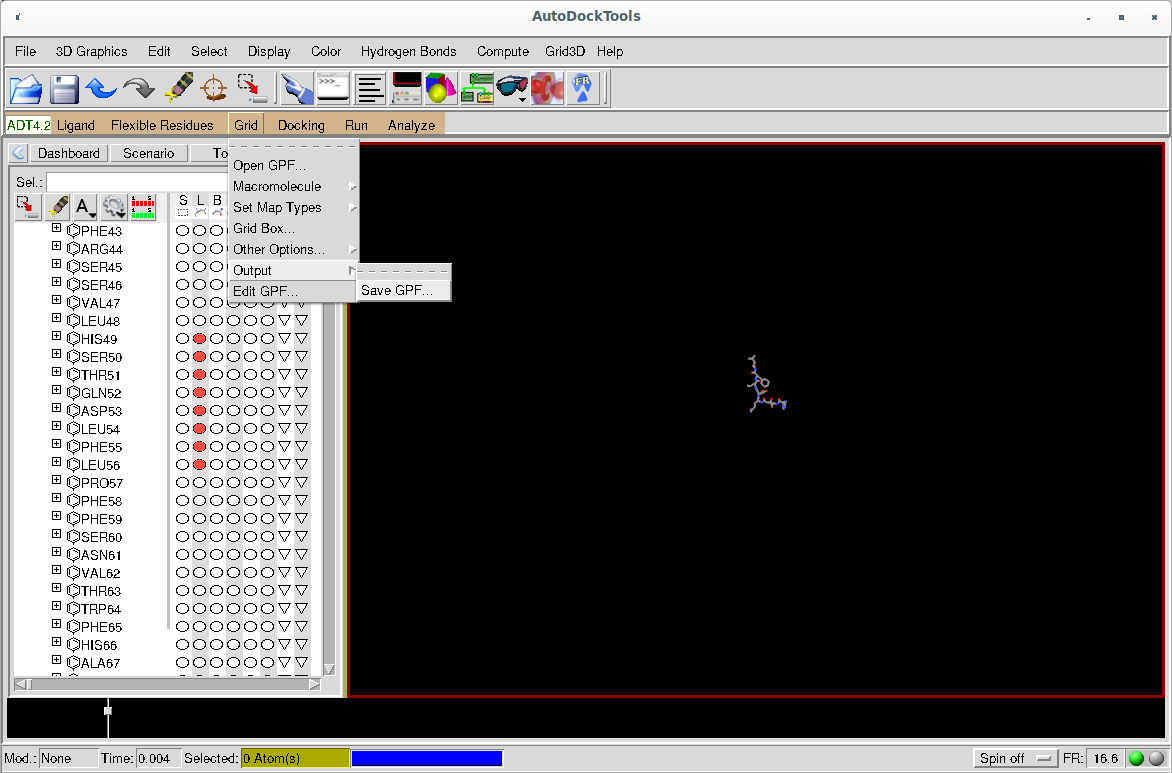 AutoDockTools
File 3D Graphics Edit Select Display Color Hydrogen Bonds Compute Grid3D Help
>>>_
FR
ADT4.2 Ligand Flexible Residues Grid Docking Run Analyze
Dashboard Scenario To
Open GPF...
Macromolecule
Set Map Types
Grid Box...
Other Options...
Output
Edit GPF...
Save GPF...
Sel.:
A
S L B
PHE43
ARG44
SER45
SER46
VAL47
LEU48
HIS49
SER50
THR51
GLN52
ASP53
LEU54
PHE55
LEU56
PRO57
PHE58
PHE59
SER60
ASN61
VAL62
THR63
TRP64
PHE65
HIS66
ALA67
Mod.: None Time: 0.004 Selected: 0 Atom(s) Spin off FR: 16.6